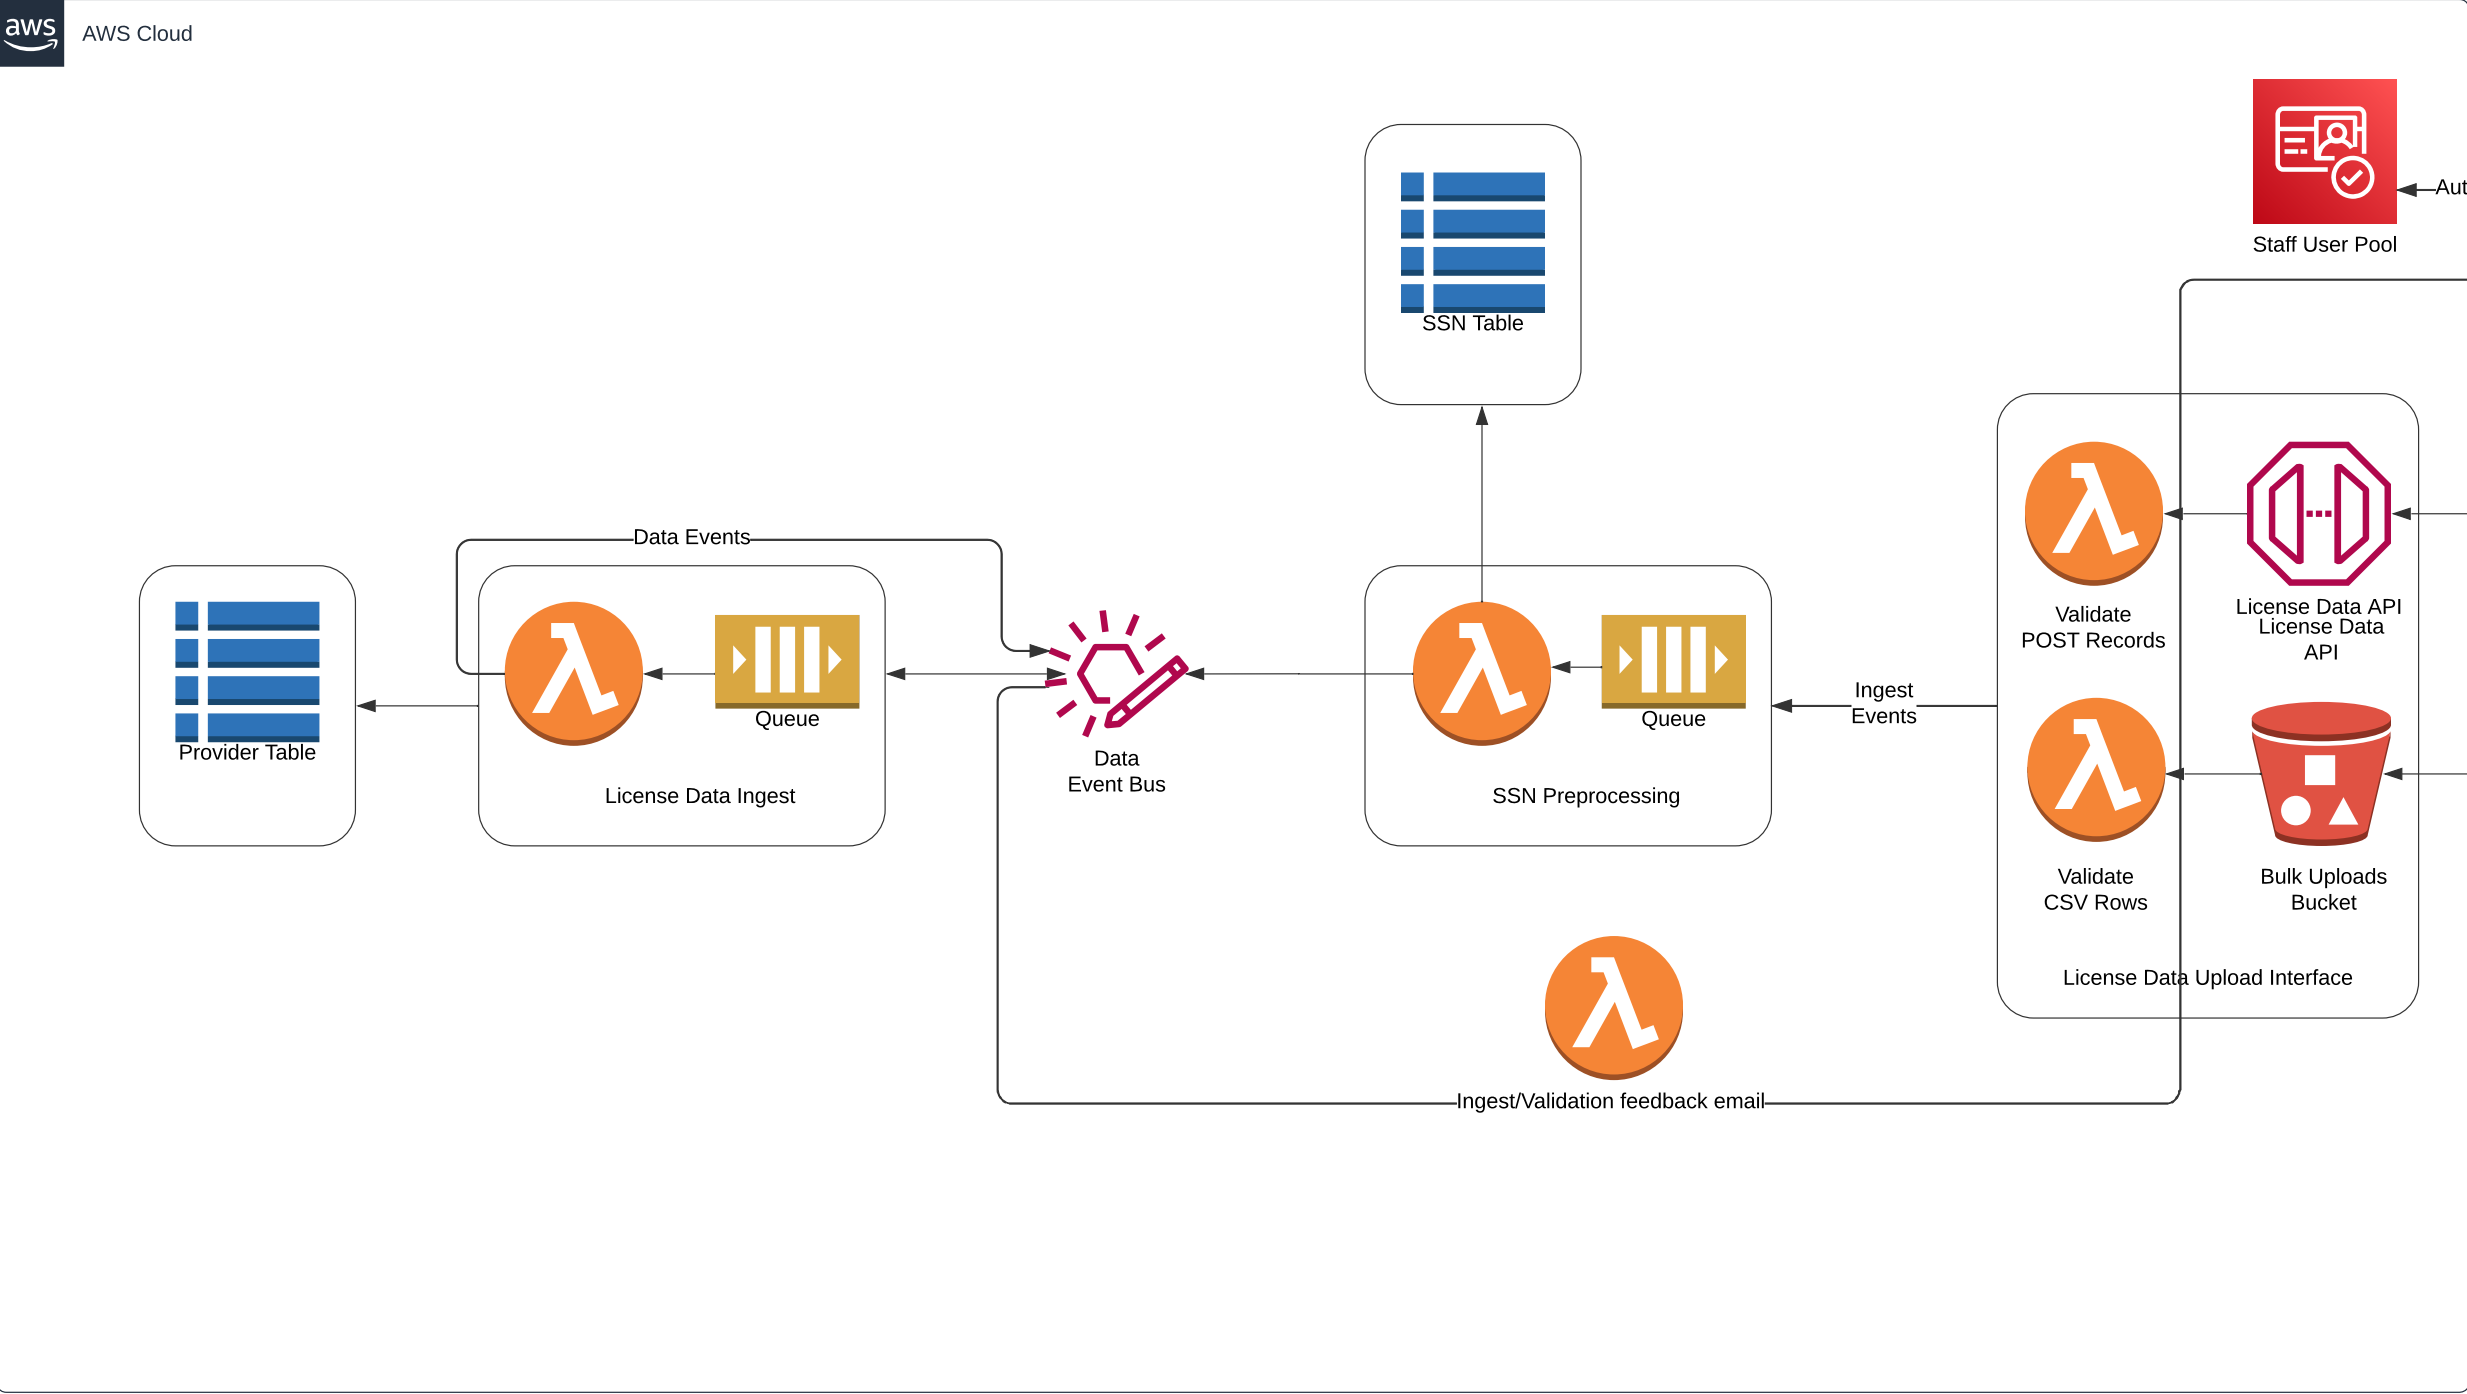 aws
AWS Cloud
Staff User Pool
SSN Table
Data Events
Provider Table
Queue
License Data Ingest
Data
Event Bus
Queue
SSN Preprocessing
Ingest
Events
Validate
POST Records
License Data API
License Data
API
Validate
CSV Rows
Bulk Uploads
Bucket
License Data Upload Interface
Ingest/Validation feedback email